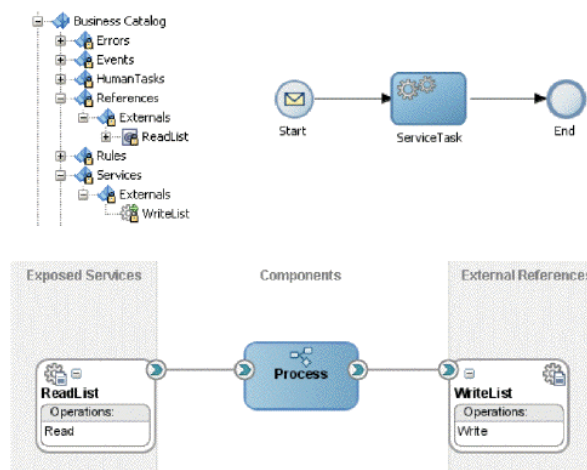 Business Catalog
Errors
Events
HumanTasks
References
Externals
ReadList
Rules
Services
Externals
WriteList
Start
ServiceTask
End
Exposed Services
Components
External References
ReadList
Operations:
Read
Process
WriteList
Operations:
Write